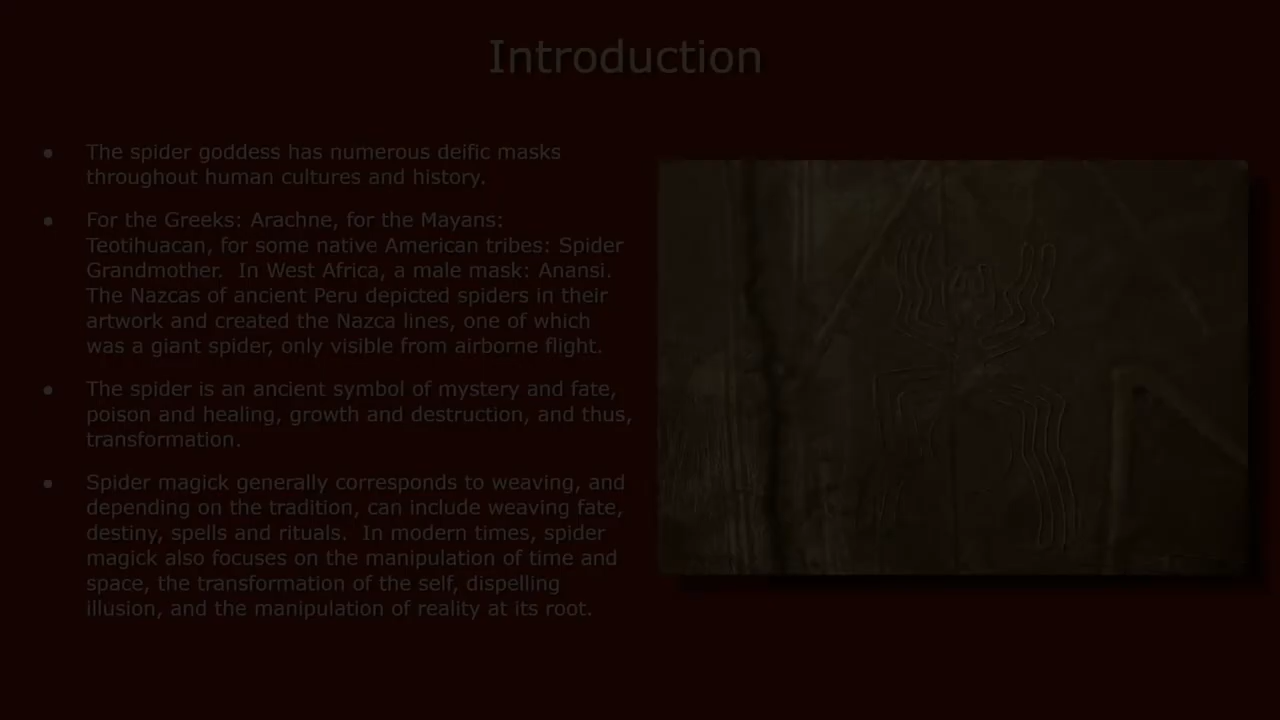 Introduction
● The spider goddess has numerous deific masks
throughout human cultures and history.
● For the Greeks: Arachne, for the Mayans:
Teotihuacan, for some native American tribes: Spider
Grandmother.  In West Africa, a male mask: Anansi.
The Nazcas of ancient Peru depicted spiders in their
artwork and created the Nazca lines, one of which
was a giant spider, only visible from airborne flight.
● The spider is an ancient symbol of mystery and fate,
poison and healing, growth and destruction, and thus,
transformation.
● Spider magick generally corresponds to weaving, and
depending on the tradition, can include weaving fate,
destiny, spells and rituals.  In modern times, spider
magick also focuses on the manipulation of time and
space, the transformation of the self, dispelling
illusion, and the manipulation of reality at its root.